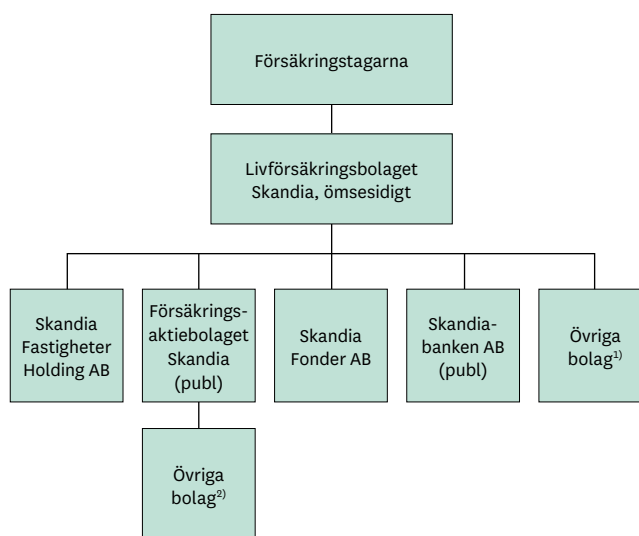 Försäkringstagarna
Livförsäkringsbolaget
Skandia, ömsesidigt
Skandia
Fastigheter
Holding AB
Försäkrings-
aktiebolaget
Skandia
(publ)
Skandia
Fonder AB
Skandia-
banken AB
(publ)
Övriga
bolag1)
Övriga
bolag2)